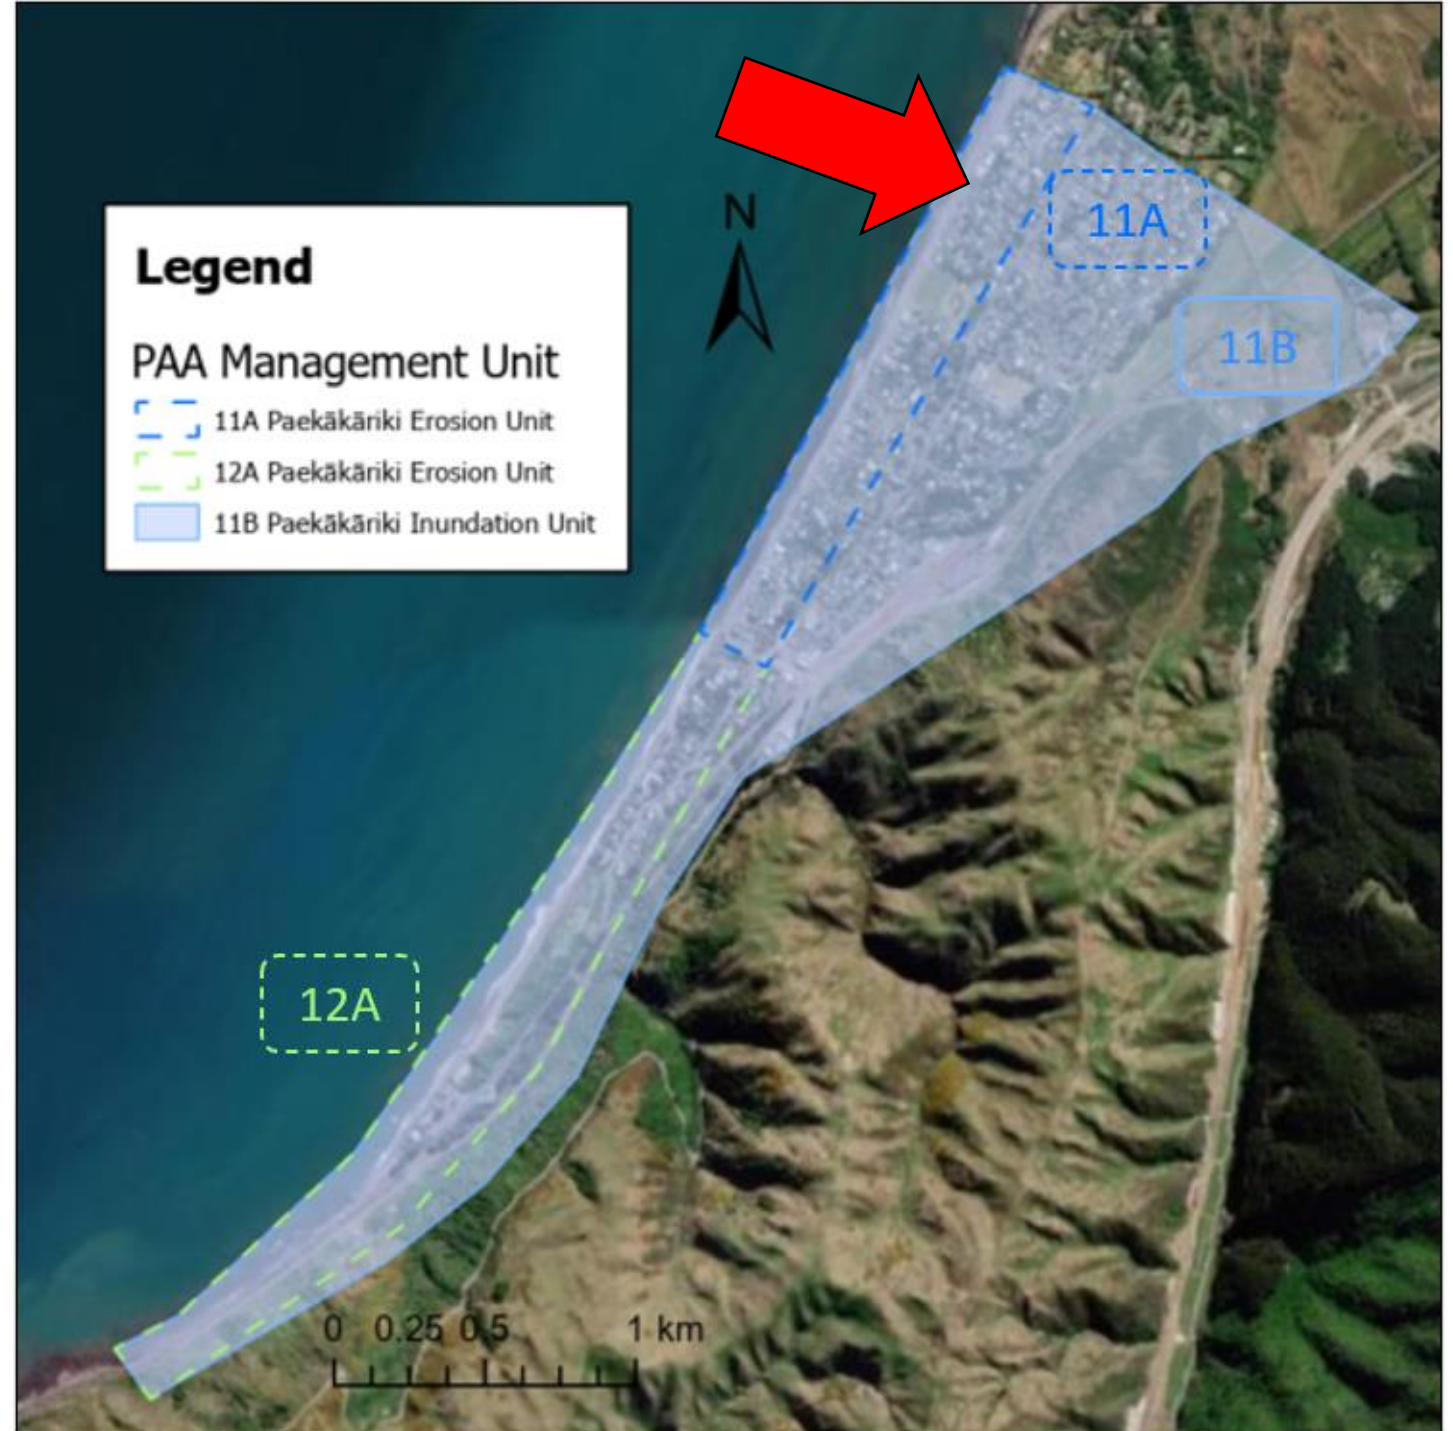 N
Legend
PAA Management Unit
11A Paekākāriki Erosion Unit
12A Paekākāriki Erosion Unit
11B Paekākāriki Inundation Unit
11A
11B
12A
0 0.25 0.5 1 km